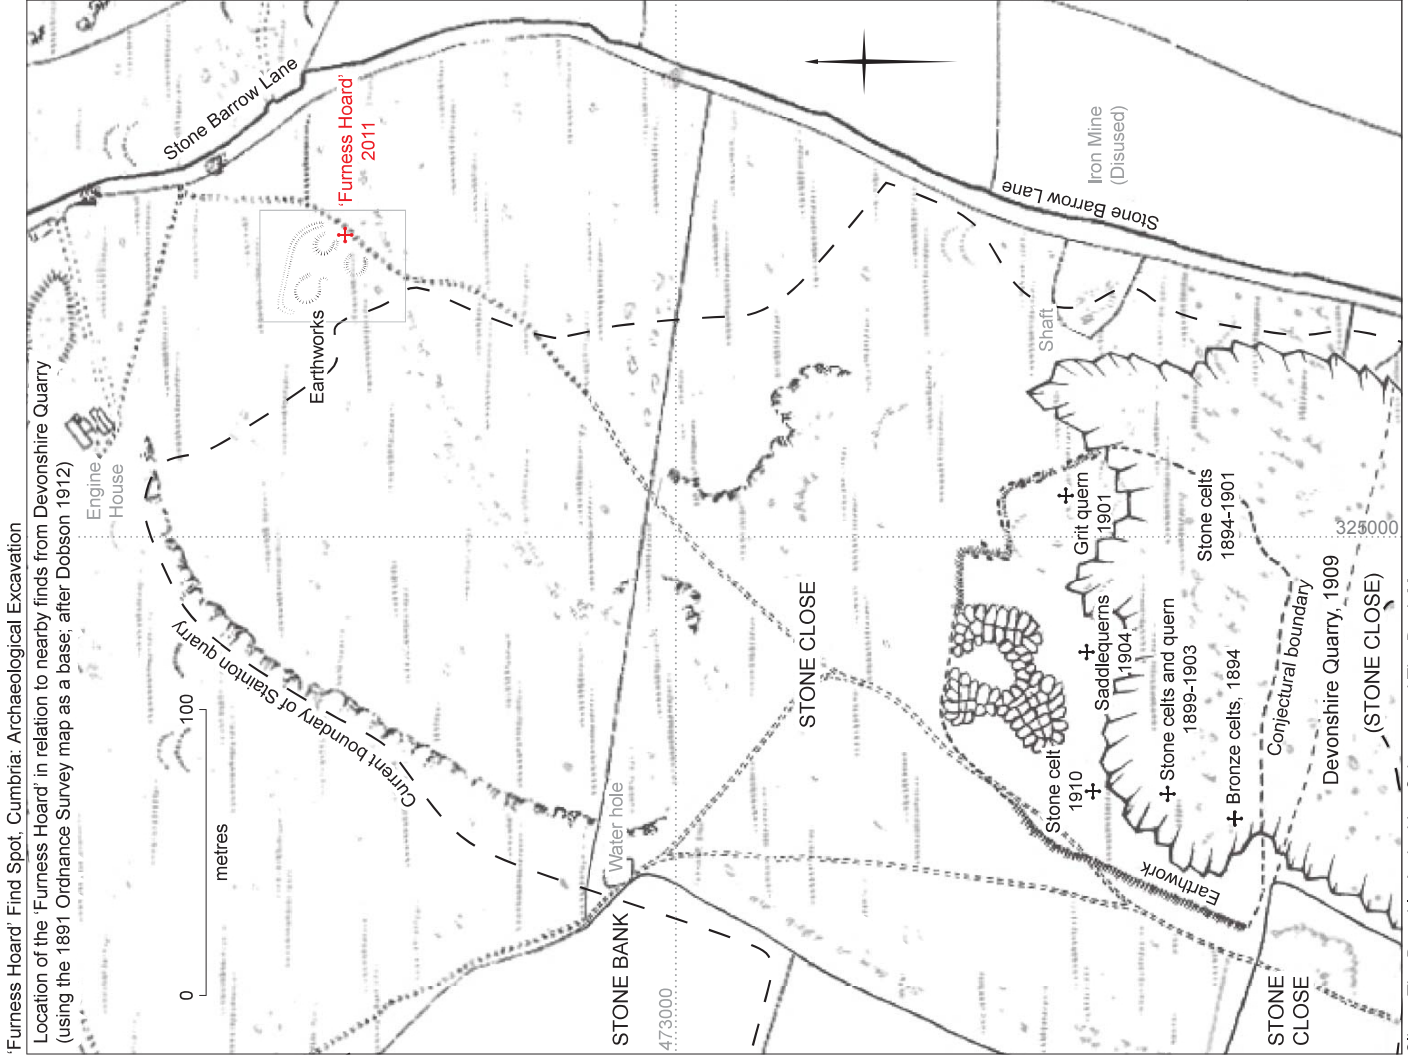 'Furness Hoard' Find Spot, Cumbria: Archaeological Excavation
Location of the 'Furness Hoard' in relation to nearby finds from Devonshire Quarry
(using the 1891 Ordnance Survey map as a base; after Dobson 1912)
Stone Barrow Lane
'Furness Hoard'
2011
Engine
House
Earthworks
Current boundary of Stainton quarry
0
100
metres
Water hole
STONE BANK
473000
STONE CLOSE
Iron Mine
(Disused)
Stone Barrow Lane
Shaft
Grit quern
1901
Stone celts
1894-1901
Saddlequerns
1904
Stone celts and quern
1899-1903
Stone celt
1910
Bronze celts, 1894
Earthwork
Conjectural boundary
Devonshire Quarry, 1909
325000
(STONE CLOSE)
STONE
CLOSE